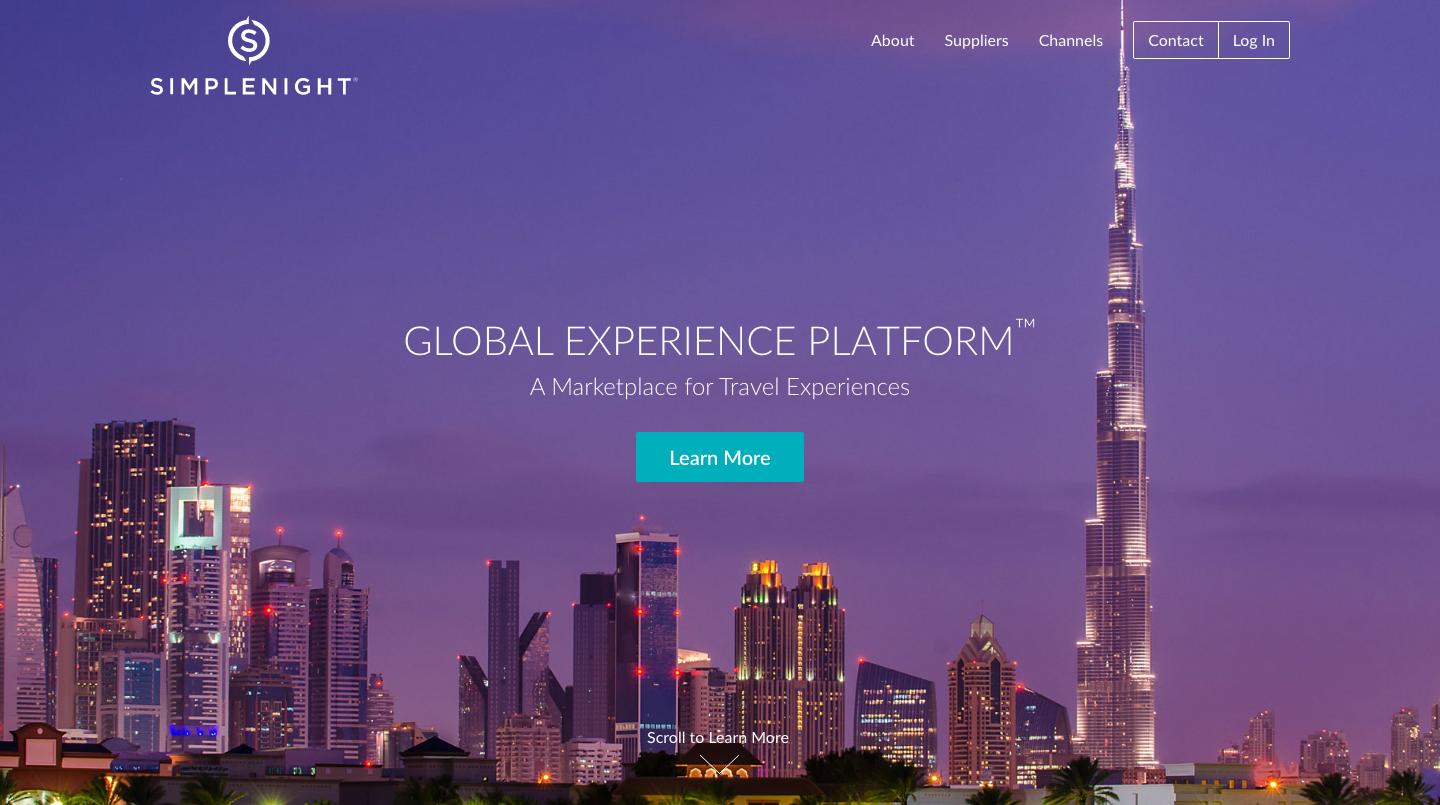 SIMPLENIGHT®
About
Suppliers
Channels
Contact
Log In
GLOBAL EXPERIENCE PLATFORM™
A Marketplace for Travel Experiences
Learn More
Scroll to Learn More